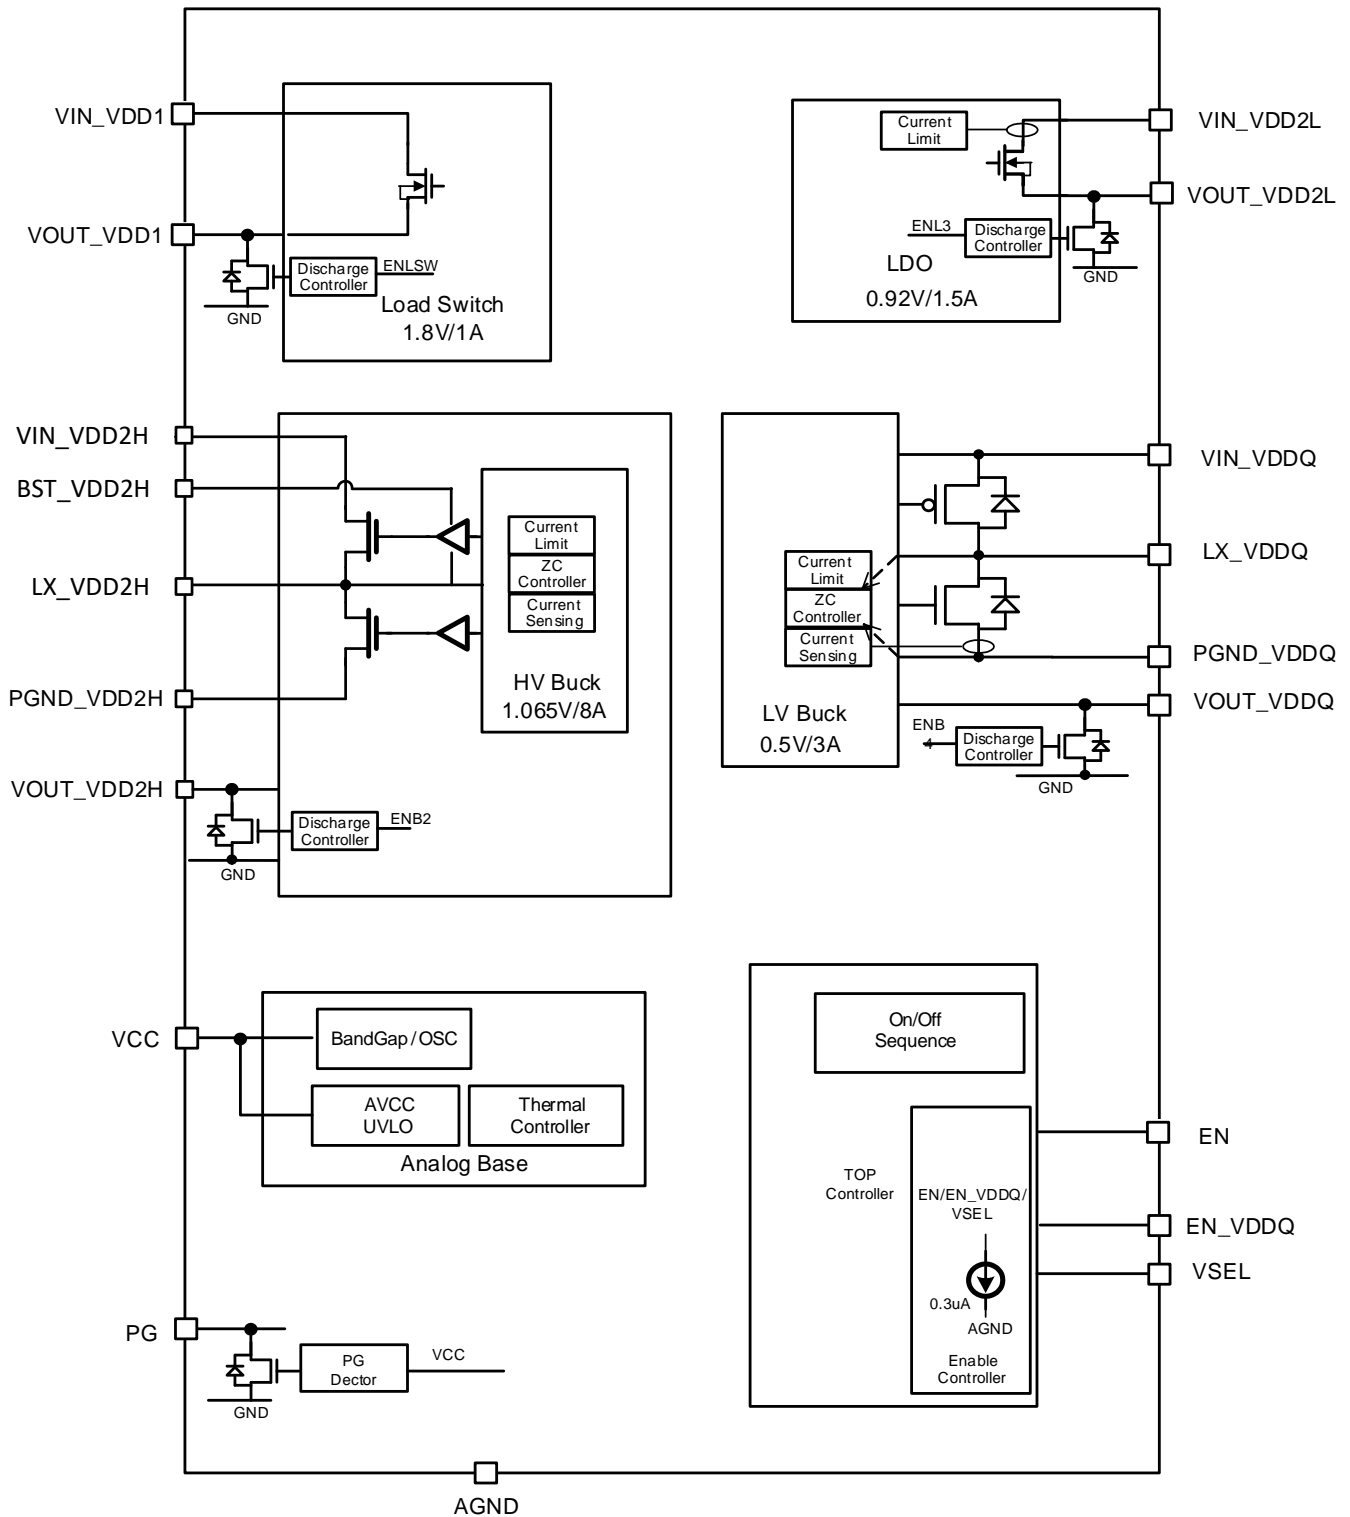 VIN_VDD1
VOUT_VDD1
Discharge
Controller
ENLSW
GND
Load Switch
1.8V/1A
Current
Limit
VIN_VDD2L
VOUT_VDD2L
ENL3
Discharge
Controller
GND
LDO
0.92V/1.5A
VIN_VDD2H
BST_VDD2H
LX_VDD2H
PGND_VDD2H
VOUT_VDD2H
Current
Limit
ZC
Controller
Current
Sensing
HV Buck
1.065V/8A
Discharge
Controller
ENB2
GND
VIN_VDDQ
LX_VDDQ
PGND_VDDQ
VOUT_VDDQ
Current
Limit
ZC
Controller
Current
Sensing
LV Buck
0.5V/3A
ENB
4
Discharge
Controller
GND
VCC
BandGap/OSC
AVCC
UVLO
Thermal
Controller
Analog Base
On/Off
Sequence
TOP
Controller
EN/EN_VDDQ/
VSEL
0.3uA
AGND
Enable
Controller
EN
EN_VDDQ
VSEL
PG
PG
Dector
VCC
GND
AGND